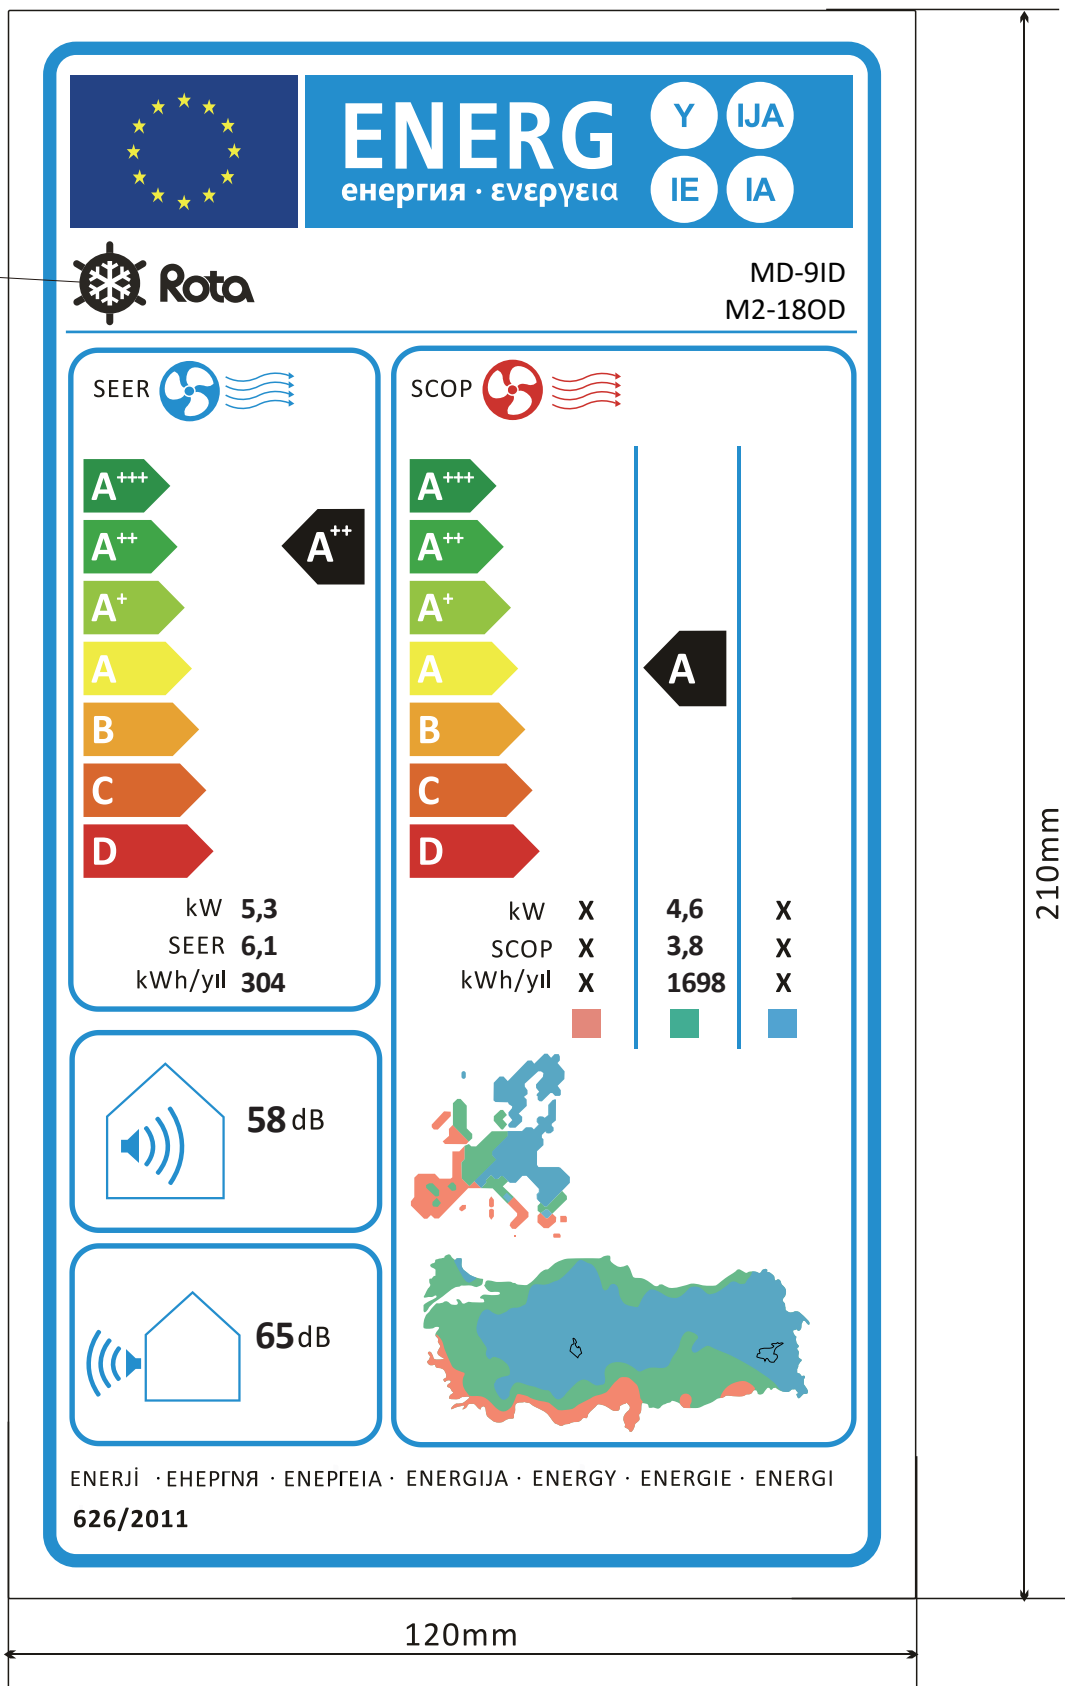 ENERG
енергия · ενεργεια
Y IJA
IE IA
Rota
MD-9ID
M2-18OD
SEER
A+++
A++
A+
A
B
C
D
A++
kW 5,3
SEER 6,1
kWh/yıl 304
SCOP
A+++
A++
A+
A
B
C
D
A
kW X 4,6 X
SCOP X 3,8 X
kWh/yıl X 1698 X
58 dB
65 dB
ENERJİ · ЕНЕРГNЯ · ΕΝΕΡΓΕΙΑ · ENERGIJA · ENERGY · ENERGIE · ENERGI
626/2011
210mm
120mm